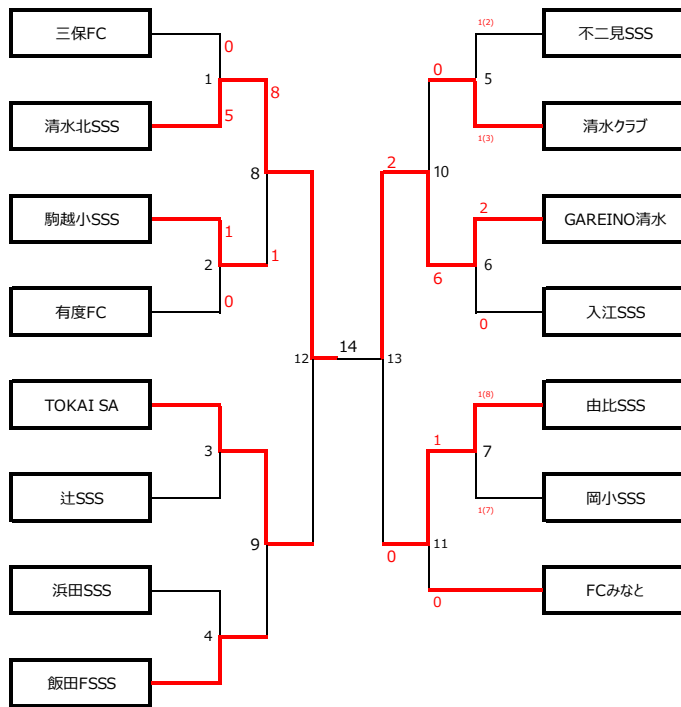 三保FC
0
1
5
8
清水北SSS
8
駒越小SSS
1
2
1
0
有度FC
12
14
TOKAI SA
3
辻SSS
9
浜田SSS
4
飯田FSSS
1(2)
不二見SSS
0
5
清水クラブ
1(3)
2
10
2
GAREINO清水
6
6
0
入江SSS
13
1(8)
由比SSS
1
7
岡小SSS
1(7)
11
0
0
FCみなと